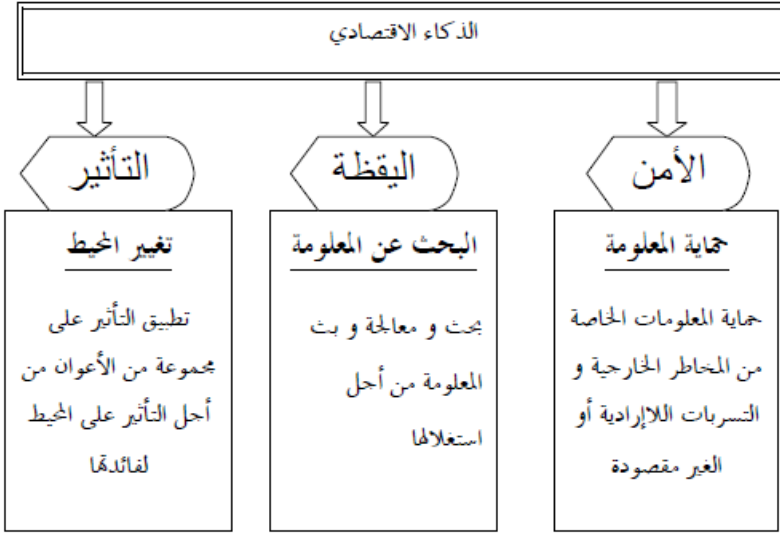 الذكاء الاقتصادي
الأمن
حماية المعلومة
حماية المعلومات الخاصة
من المخاطر الخارجية و
التسربات اللاإرادية أو
الغير مقصودة
اليقظة
البحث عن المعلومة
بحث و معالجة و بث
المعلومة من أجل
استغلالها
التأثير
تغيير المحيط
تطبيق التأثير على
مجموعة من الأعوان من
أجل التأثير على المحيط
لفائدتها